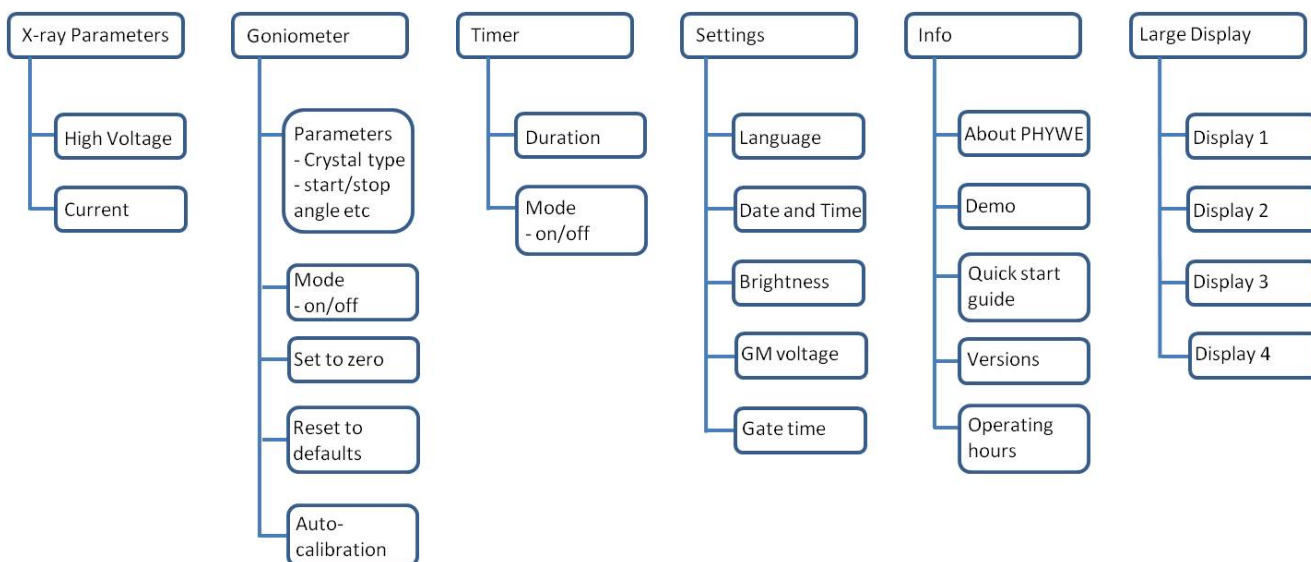 X-ray Parameters
High Voltage
Current
Goniometer
Parameters
- Crystal type
- start/stop
angle etc
Mode
- on/off
Set to zero
Reset to
defaults
Auto-
calibration
Timer
Duration
Mode
- on/off
Settings
Language
Date and Time
Brightness
GM voltage
Gate time
Info
About PHYWE
Demo
Quick start
guide
Versions
Operating
hours
Large Display
Display 1
Display 2
Display 3
Display 4